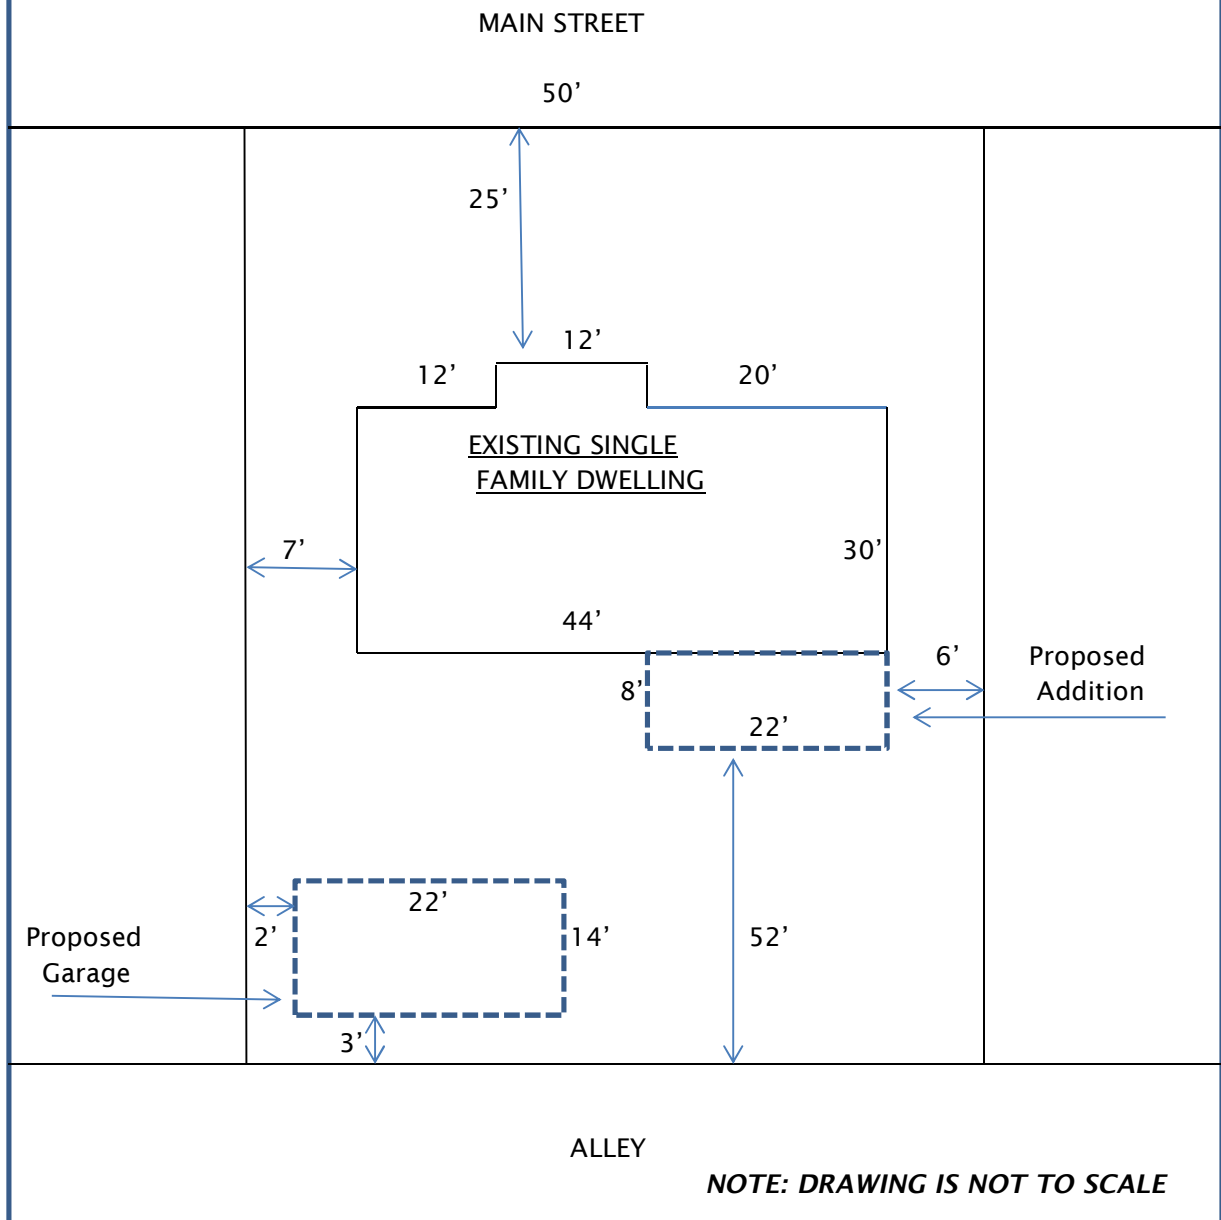 MAIN STREET
50’
25’
12’
12’
20’
EXISTING SINGLE
FAMILY DWELLING
7’
30’
44’
6’
Proposed
Addition
8’
22’
22’
Proposed
Garage
2’
14’
52’
3’
ALLEY
NOTE: DRAWING IS NOT TO SCALE